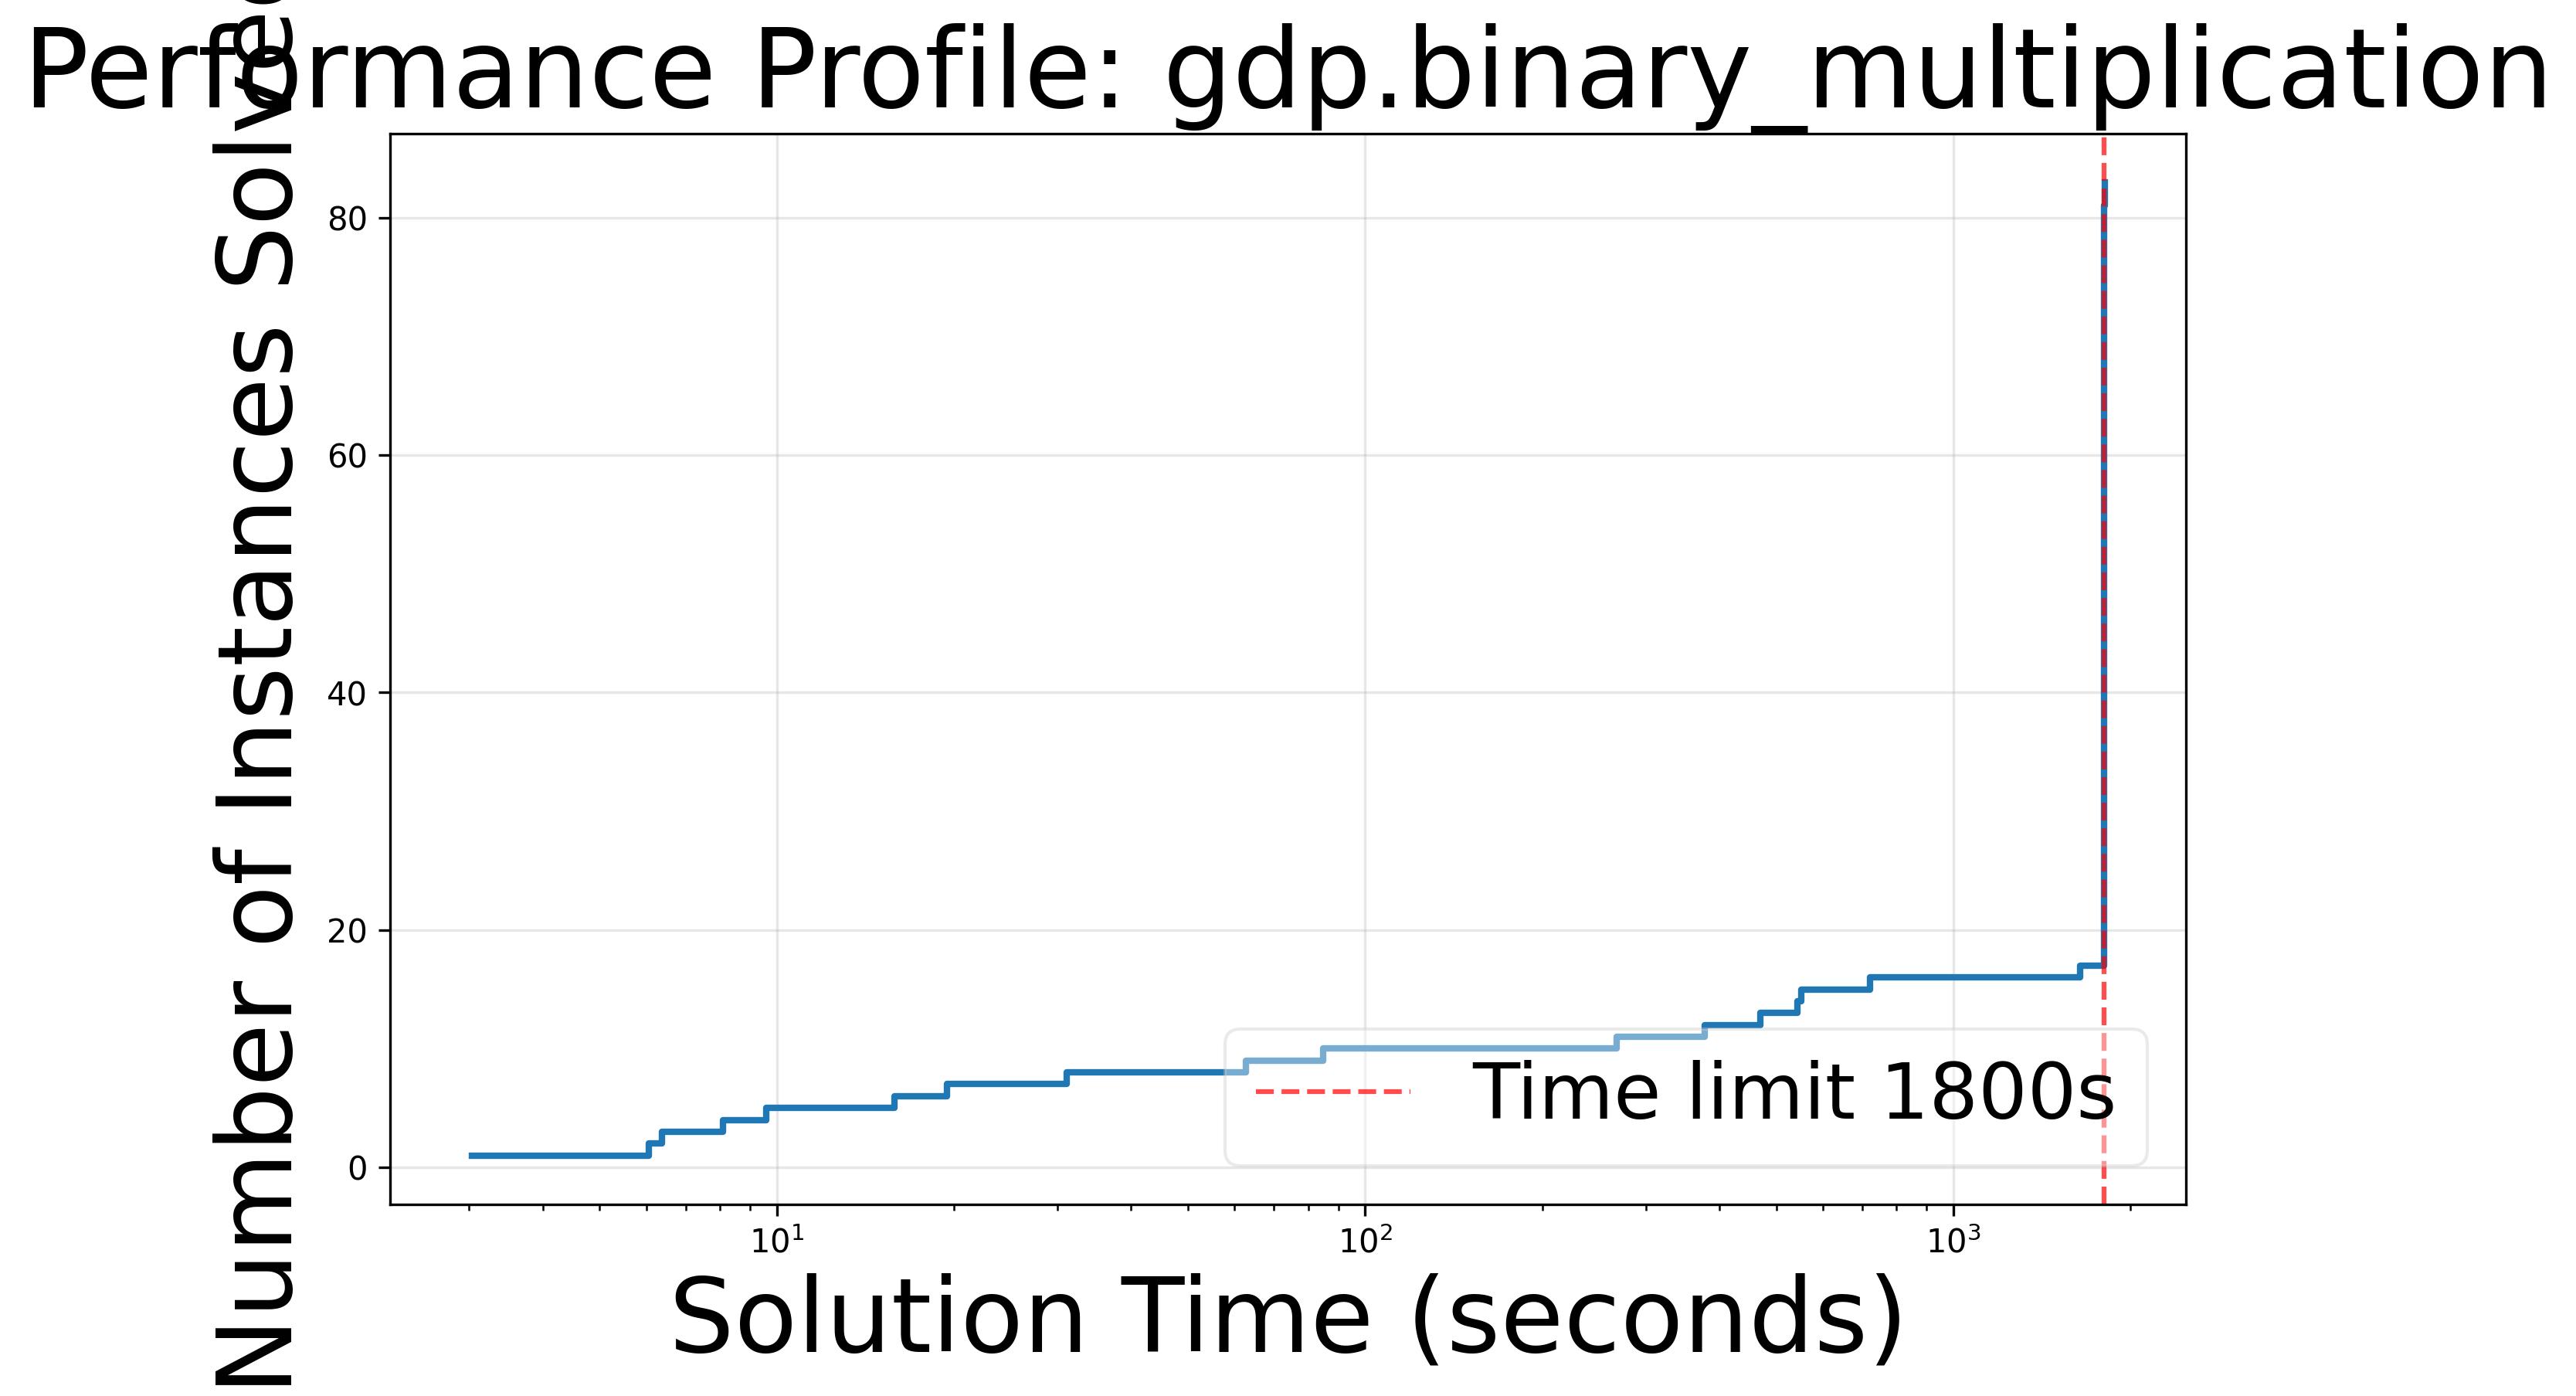 Performance Profile: gdp.binary_multiplication
Number of Instances Solve
80
60
40
20
0
Time limit 1800s
10¹ 10² 10³
Solution Time (seconds)